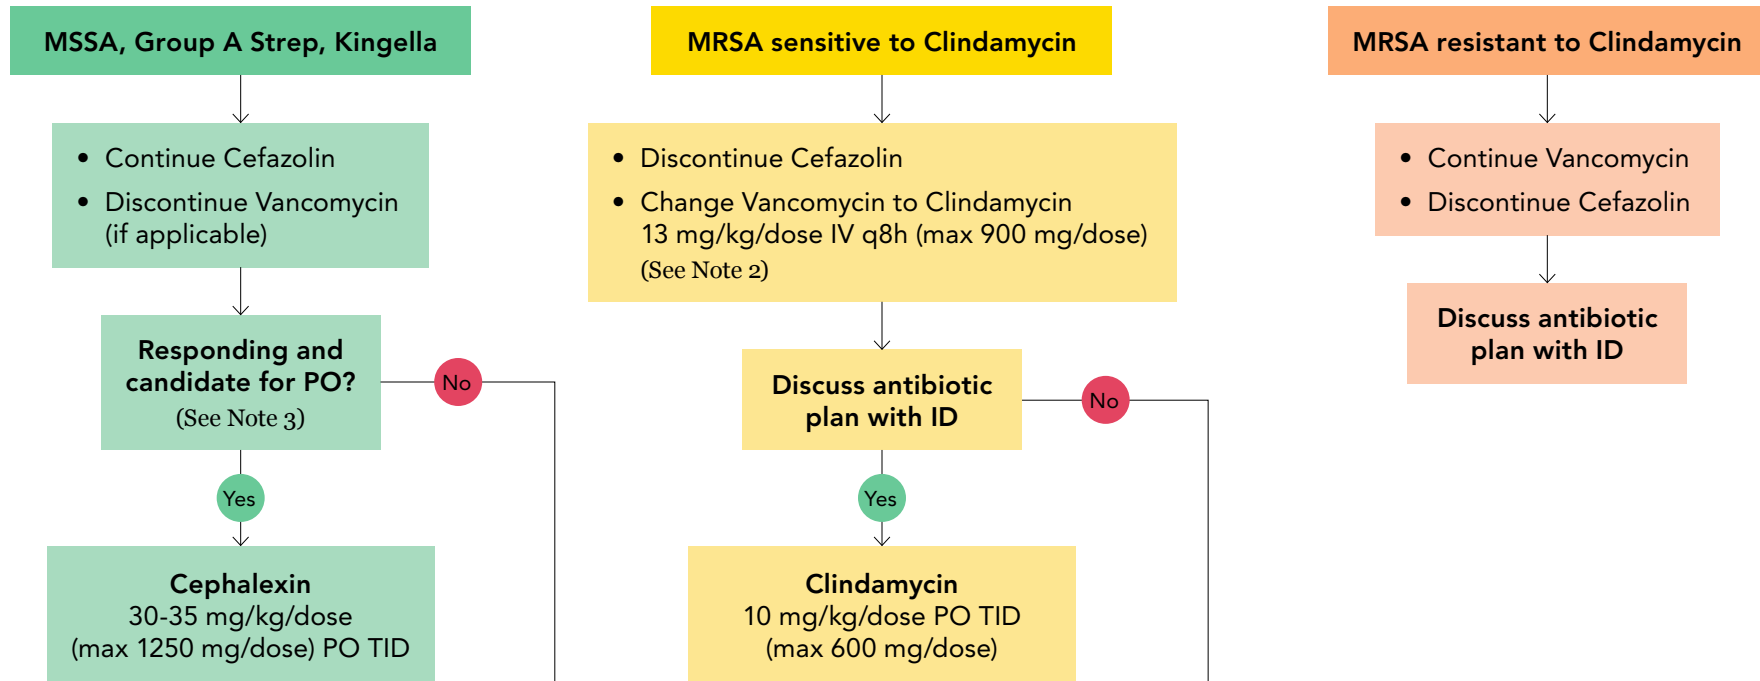 MSSA, Group A Strep, Kingella
• Continue Cefazolin
• Discontinue Vancomycin
(if applicable)
Responding and
candidate for PO?
(See Note 3)
No
Yes
Cephalexin
30-35 mg/kg/dose
(max 1250 mg/dose) PO TID
MRSA sensitive to Clindamycin
• Discontinue Cefazolin
• Change Vancomycin to Clindamycin
13 mg/kg/dose IV q8h (max 900 mg/dose)
(See Note 2)
Discuss antibiotic
plan with ID
No
Yes
Clindamycin
10 mg/kg/dose PO TID
(max 600 mg/dose)
MRSA resistant to Clindamycin
• Continue Vancomycin
• Discontinue Cefazolin
Discuss antibiotic
plan with ID